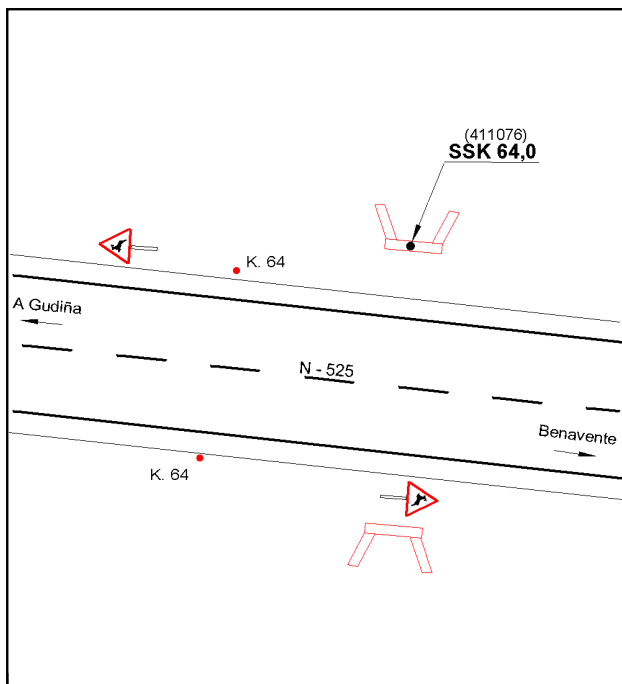 (411076)
SSK 64,0
K. 64
A Gudiña
N - 525
Benavente
K. 64